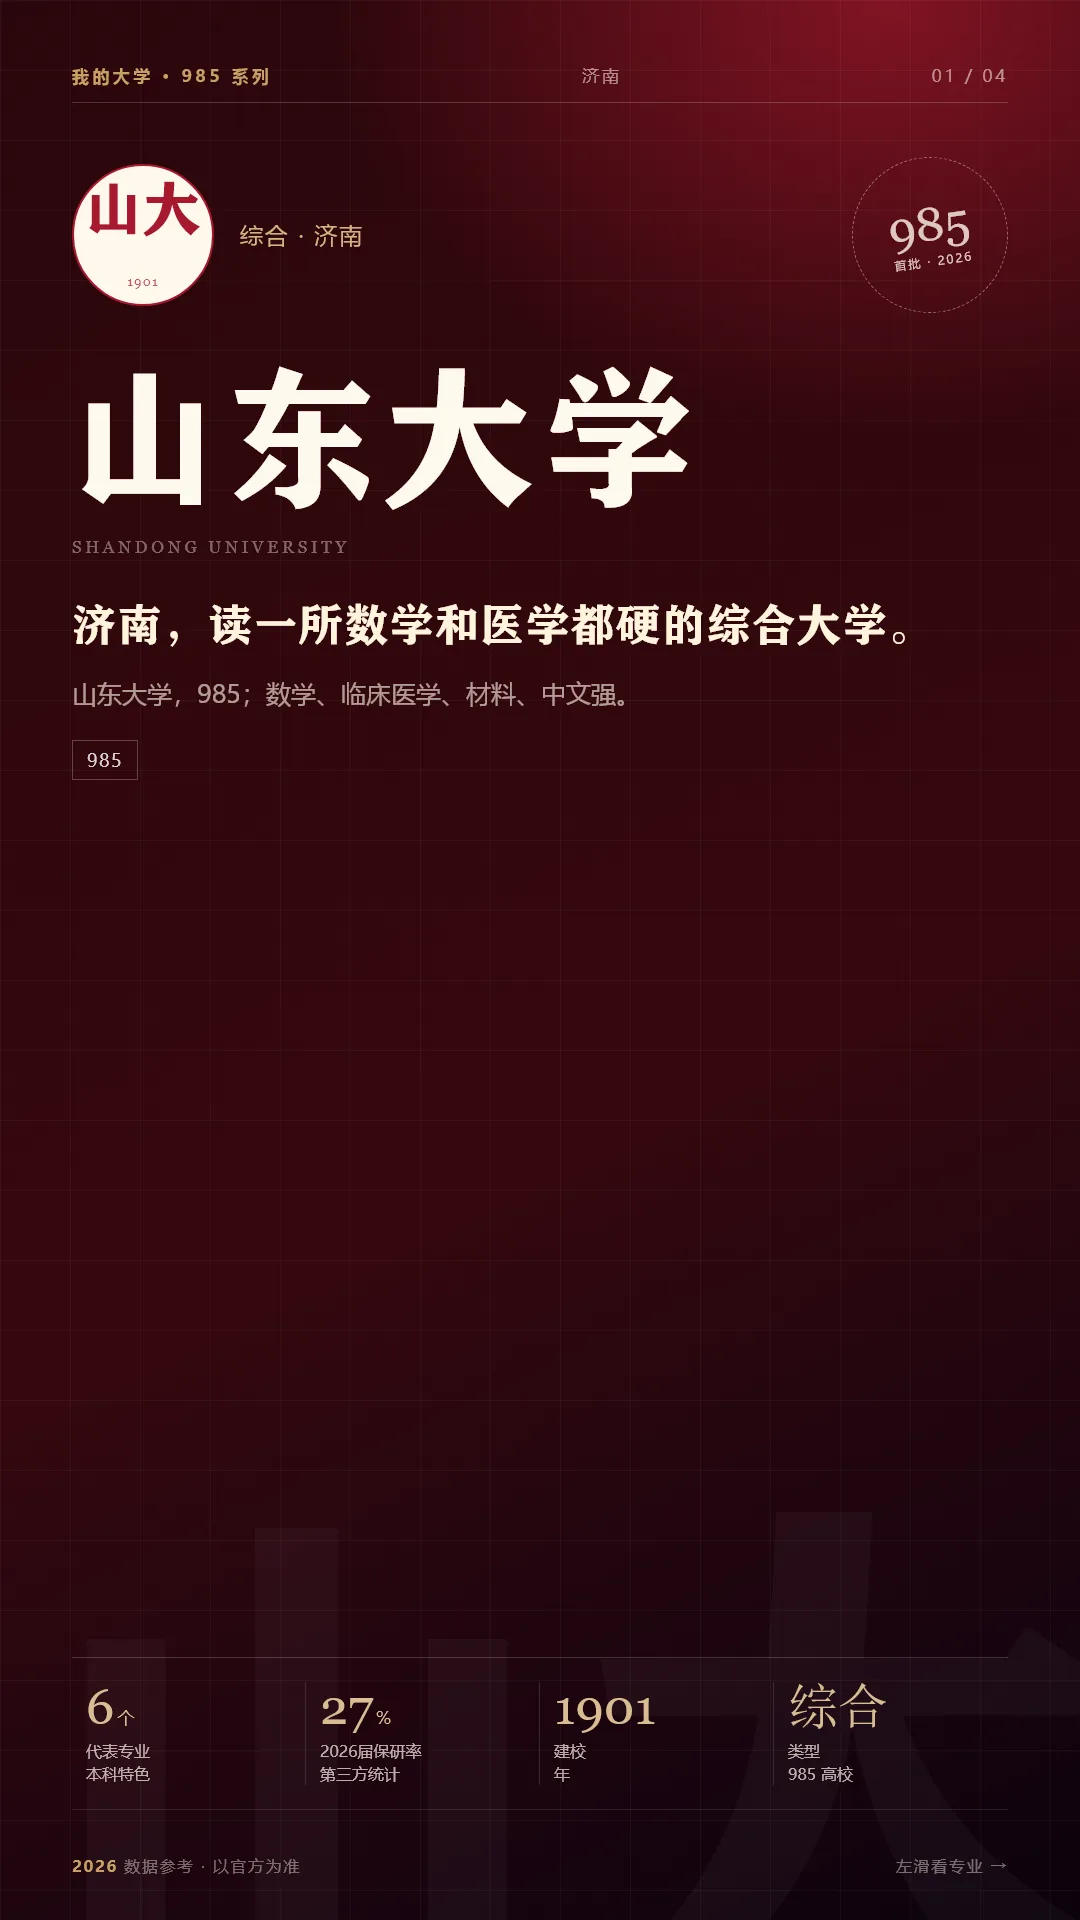 我的大学 • 985 系列
济南
01 / 04
山大
1901
综合 · 济南
985
首批 · 2026
山东大学
SHANDONG UNIVERSITY
济南，读一所数学和医学都硬的综合大学。
山东大学，985；数学、临床医学、材料、中文强。
985
山大
6个
代表专业
本科特色
27%
2026届保研率
第三方统计
1901
建校
年
综合
类型
985 高校
2026 数据参考 · 以官方为准
左滑看专业 →